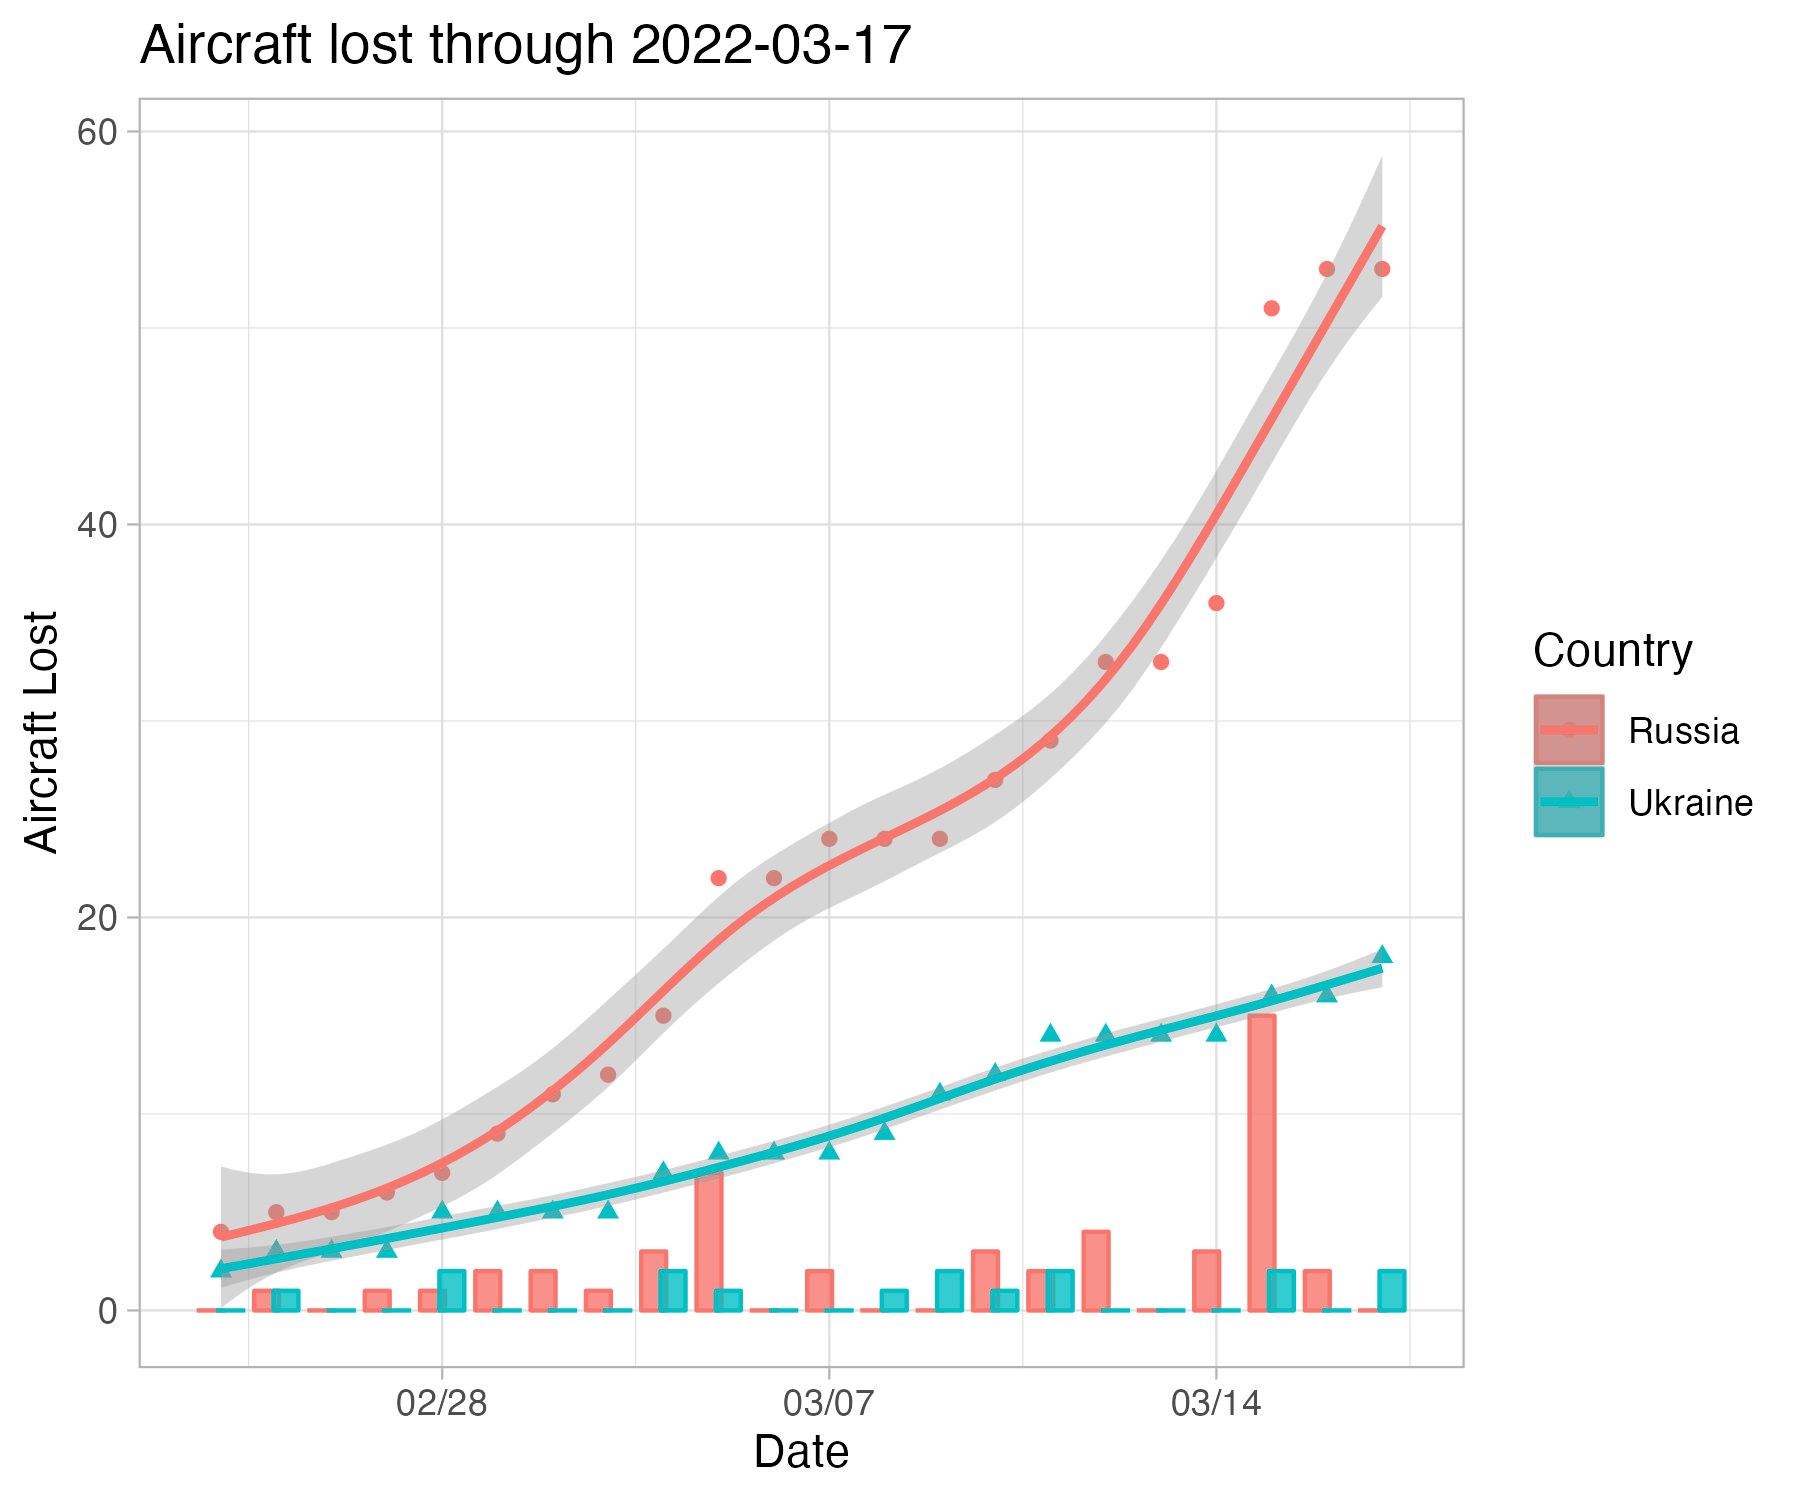 Aircraft lost through 2022-03-17
60
40
20
0
Aircraft Lost
02/28
03/07
03/14
Date
Country
Russia
Ukraine